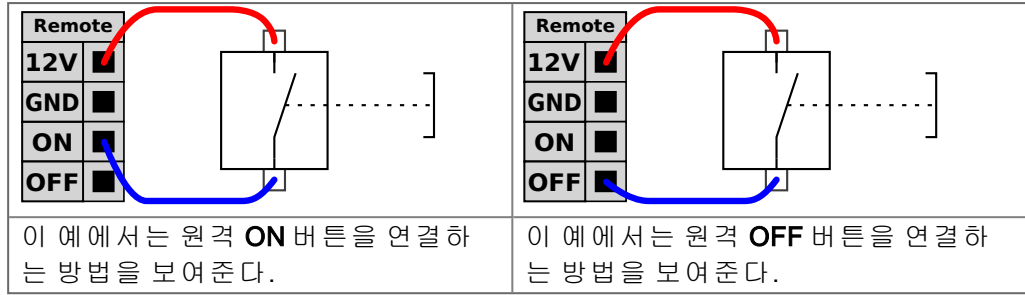 Remote
12V
GND
ON
OFF
이 예에서는 원격 ON 버튼을 연결하
는 방법을 보여준다.
Remote
12V
GND
ON
OFF
이 예에서는 원격 OFF 버튼을 연결하
는 방법을 보여준다.